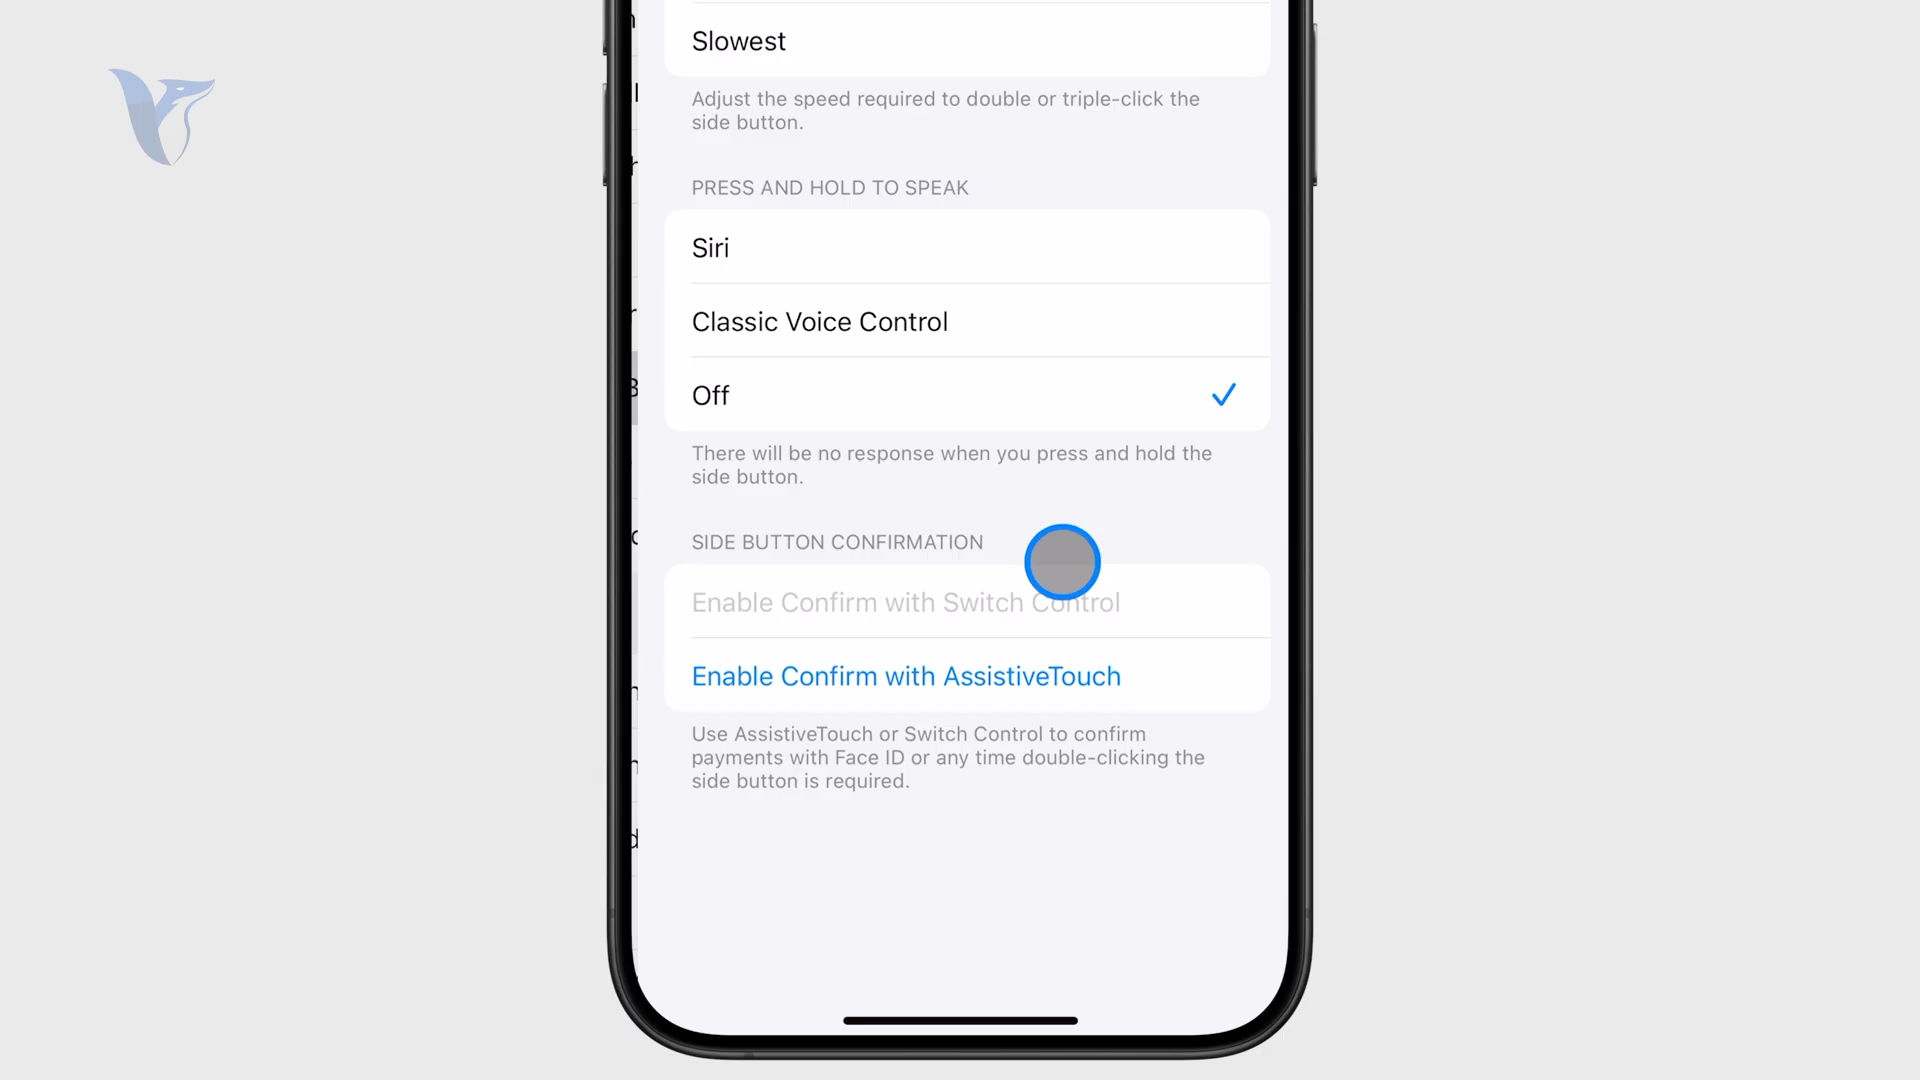 Slowest
Adjust the speed required to double or triple-click the
side button.
PRESS AND HOLD TO SPEAK
Siri
Classic Voice Control
Off
There will be no response when you press and hold the
side button.
SIDE BUTTON CONFIRMATION
Enable Confirm with Switch Control
Enable Confirm with AssistiveTouch
Use AssistiveTouch or Switch Control to confirm
payments with Face ID or any time double-clicking the
side button is required.